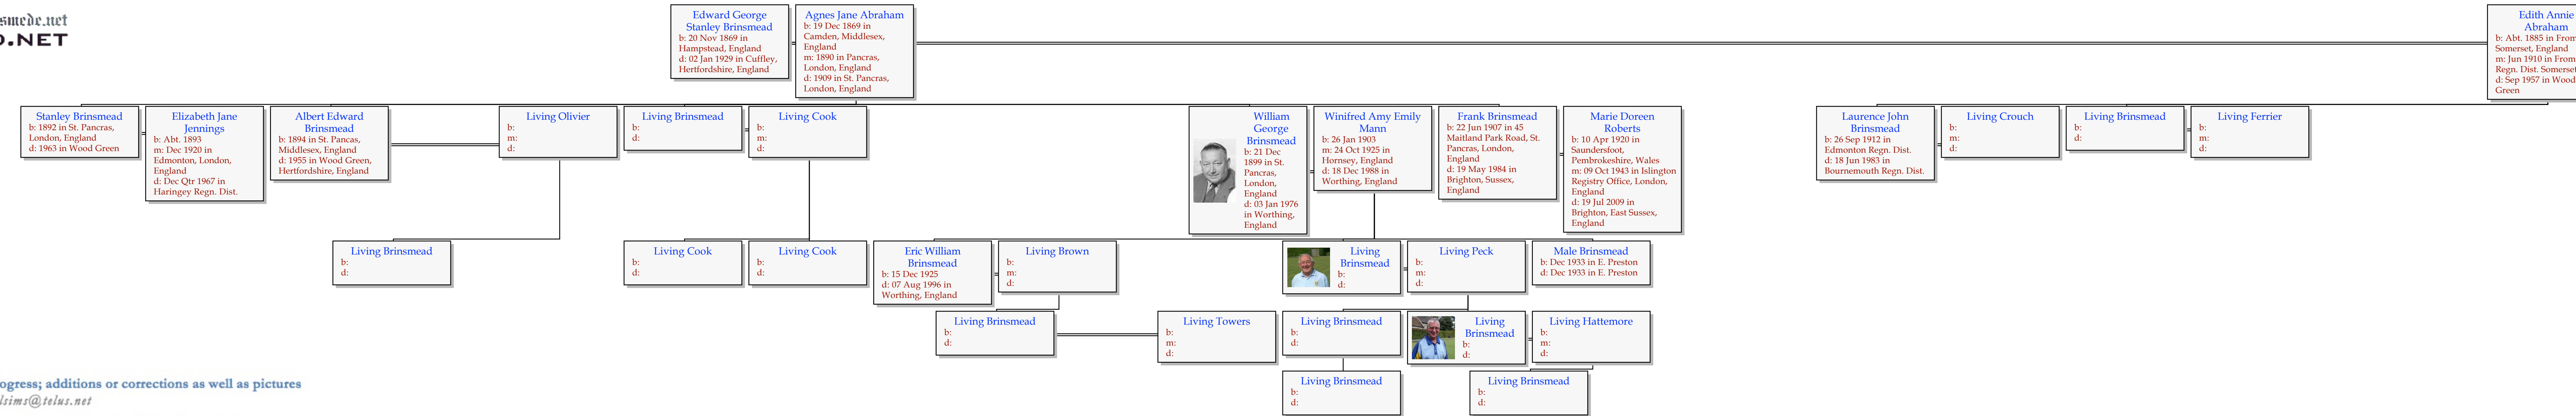 smede.net
D.NET
Edward George
Stanley Brinsmead
b: 20 Nov 1869 in
Hampstead, England
d: 02 Jan 1929 in Cuffley,
Hertfordshire, England
Agnes Jane Abraham
b: 19 Dec 1869 in
Camden, Middlesex,
England
m: 1890 in Pancras,
London, England
d: 1909 in St. Pancras,
London, England
Edith Annie
Abraham
b: Abt. 1885 in From
Somerset, England
m: Jun 1910 in From
Regn. Dist. Somerset
d: Sep 1957 in Wood
Green
Stanley Brinsmead
b: 1892 in St. Pancras,
London, England
d: 1963 in Wood Green
Elizabeth Jane
Jennings
b: Abt. 1893
m: Dec 1920 in
Edmonton, London,
England
d: Dec Qtr 1967 in
Haringey Regn. Dist.
Albert Edward
Brinsmead
b: 1894 in St. Pancas,
Middlesex, England
d: 1955 in Wood Green,
Hertfordshire, England
Living Olivier
b:
m:
d:
Living Brinsmead
b:
d:
Living Cook
b:
m:
d:
William
George
Brinsmead
b: 21 Dec
1899 in St.
Pancras,
London,
England
d: 03 Jan 1976
in Worthing,
England
Winifred Amy Emily
Mann
b: 26 Jan 1903
m: 24 Oct 1925 in
Hornsey, England
d: 18 Dec 1988 in
Worthing, England
Frank Brinsmead
b: 22 Jun 1907 in 45
Maitland Park Road, St.
Pancras, London,
England
d: 19 May 1984 in
Brighton, Sussex,
England
Marie Doreen
Roberts
b: 10 Apr 1920 in
Saundersfoot,
Pembrokeshire, Wales
m: 09 Oct 1943 in Islington
Registry Office, London,
England
d: 19 Jul 2009 in
Brighton, East Sussex,
England
Laurence John
Brinsmead
b: 26 Sep 1912 in
Edmonton Regn. Dist.
d: 18 Jun 1983 in
Bournemouth Regn. Dist.
Living Crouch
b:
m:
d:
Living Brinsmead
b:
d:
Living Ferrier
b:
m:
d:
Living Brinsmead
b:
d:
Living Cook
b:
d:
Living Cook
b:
d:
Eric William
Brinsmead
b: 15 Dec 1925
d: 07 Aug 1996 in
Worthing, England
Living Brown
b:
m:
d:
Living
Brinsmead
b:
d:
Living Peck
b:
m:
d:
Male Brinsmead
b: Dec 1933 in E. Preston
d: Dec 1933 in E. Preston
Living Brinsmead
b:
d:
Living Towers
b:
m:
d:
Living Brinsmead
b:
d:
Living
Brinsmead
b:
d:
Living Hattemore
b:
m:
d:
Living Brinsmead
b:
d:
Living Brinsmead
b:
d:
ogress; additions or corrections as well as pictures
lsims@telus.net